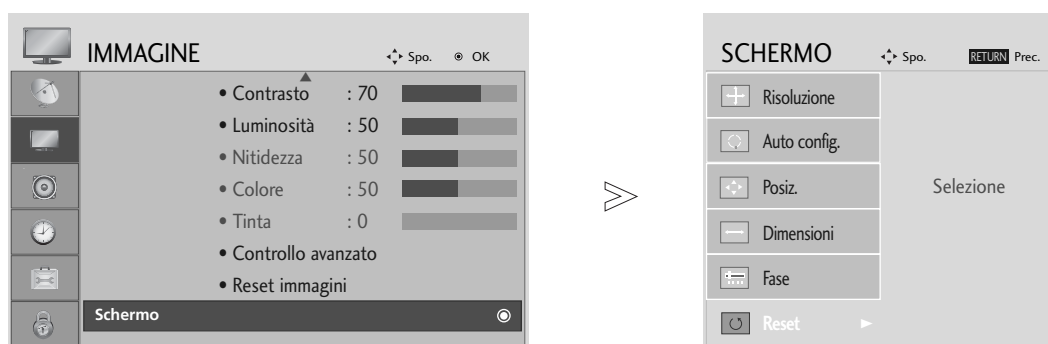 IMMAGINE Spo. OK
• Contrasto : 70
• Luminosità : 50
• Nitidezza : 50
• Colore : 50
• Tinta : 0
• Controllo avanzato
• Reset immagini
Schermo
SCHERMO Spo. RETURN Prec.
Risoluzione
Auto config.
Posiz.
Dimensioni
Fase
Reset
Selezione